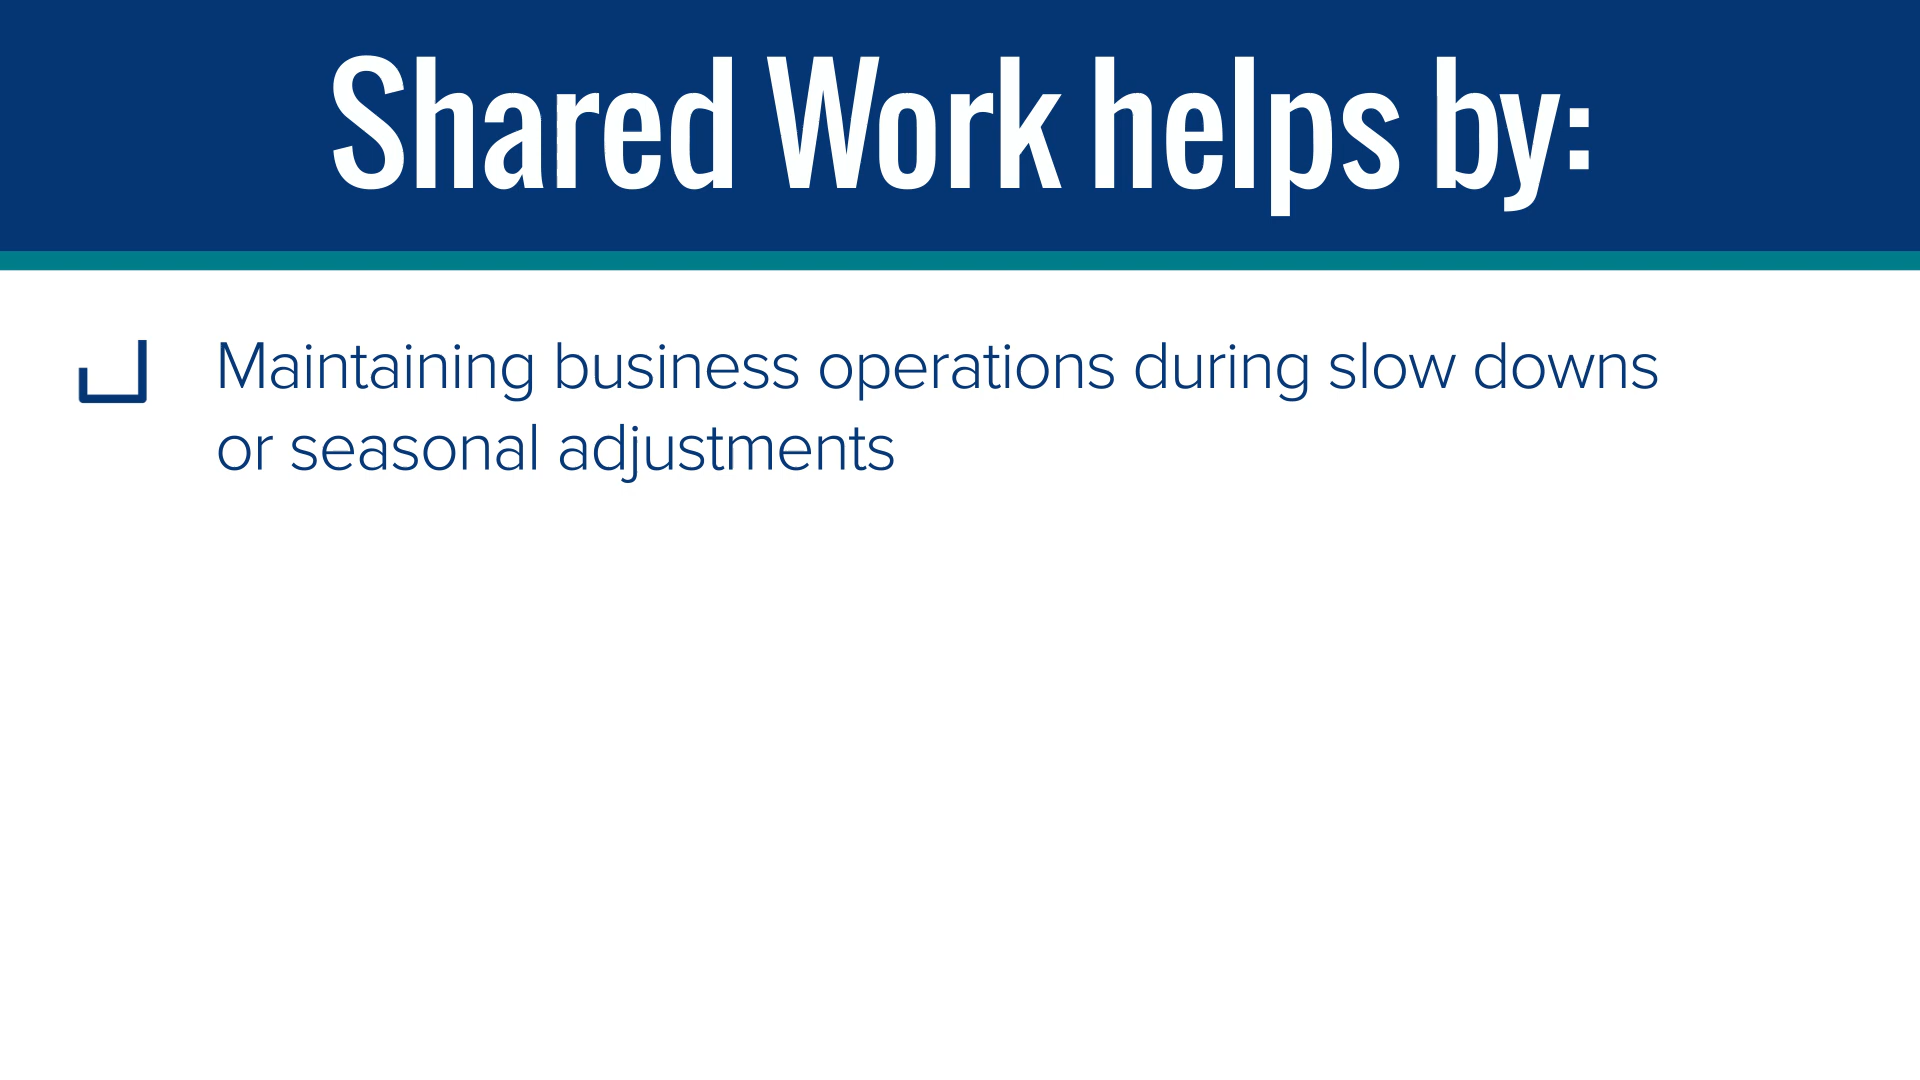 Shared Work helps by:
Maintaining business operations during slow downs
or seasonal adjustments